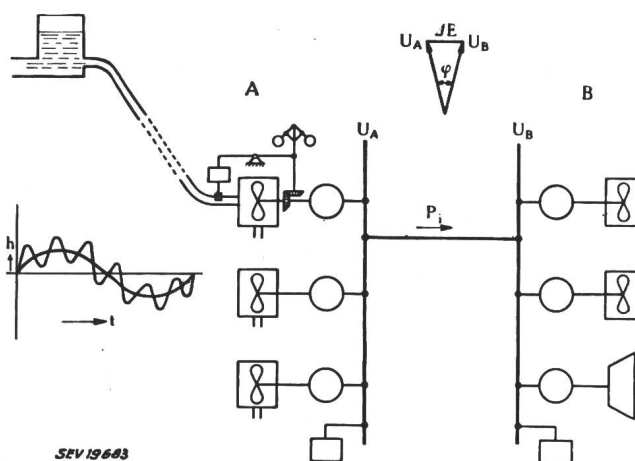 ΔE
U_A U_B
φ
A
B
U_A
U_B
P_i
h
t
SEV 19683